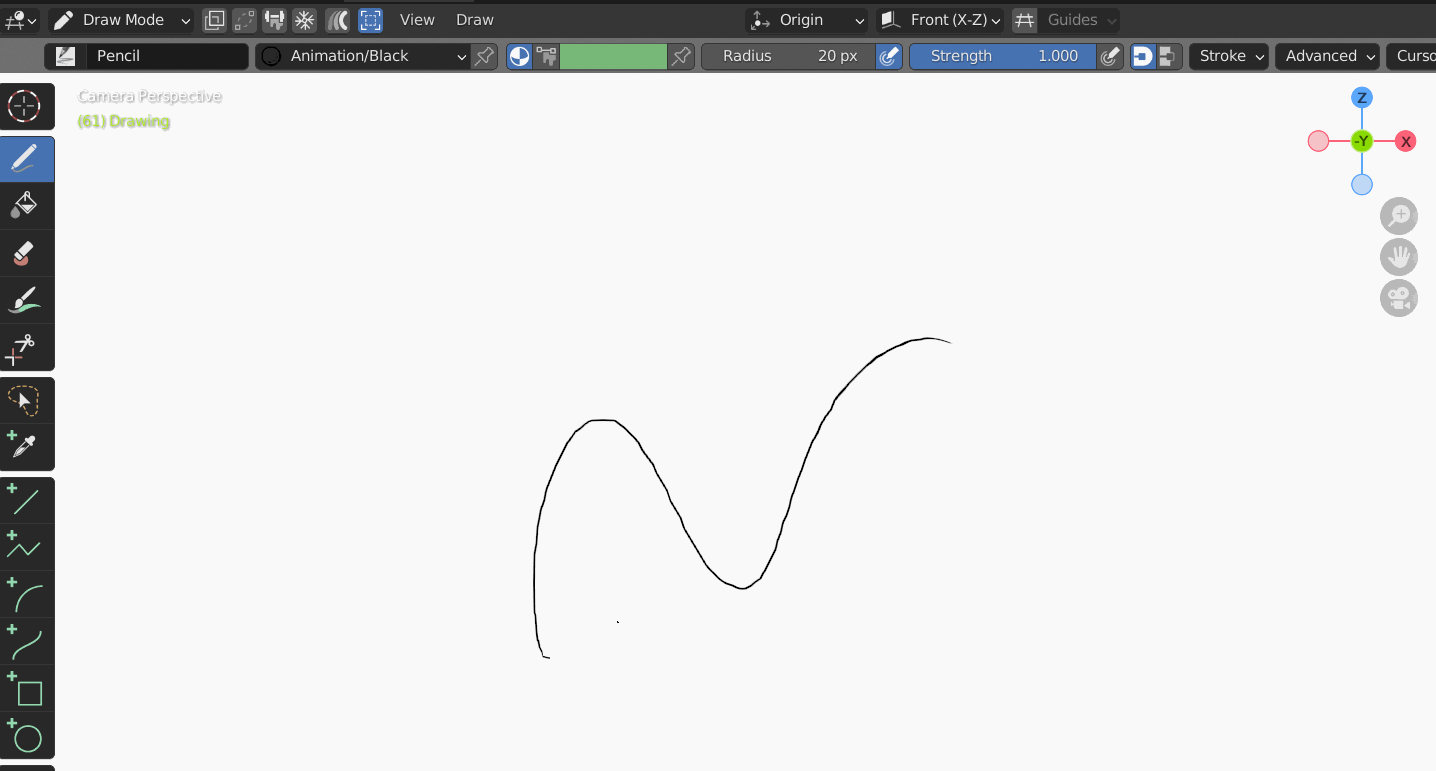 Draw Mode View Draw Origin Front (X-Z) Guides
Pencil Animation/Black Radius 20 px Strength 1.000 Stroke Advanced Curso
Camera Perspective
(61) Drawing
Z
-Y X